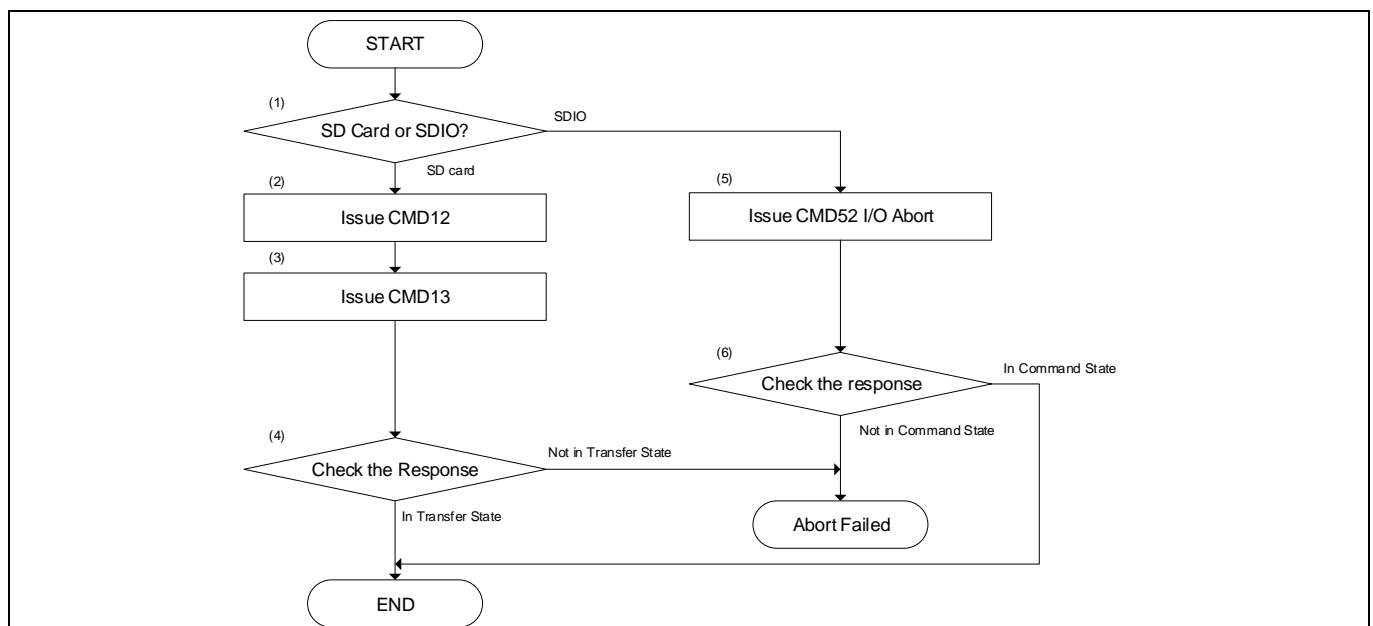 START
(1)
SD Card or SDIO?
SDIO
SD card
(2)
Issue CMD12
(5)
Issue CMD52 I/O Abort
(3)
Issue CMD13
(6)
Check the response
In Command State
Not in Command State
(4)
Check the Response
Not in Transfer State
In Transfer State
Abort Failed
END